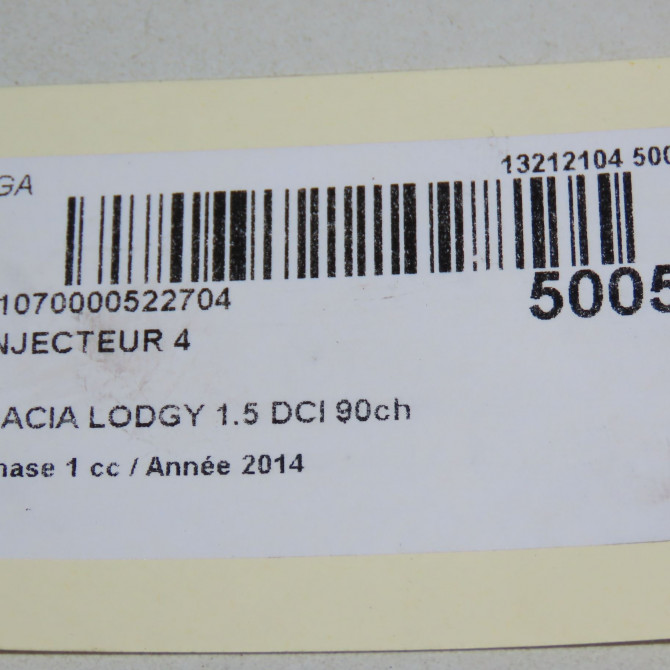 13212104 500
GA
1070000522704
5005
NJECTEUR 4
ACIA LODGY 1.5 DCI 90ch
hase 1 cc / Année 2014